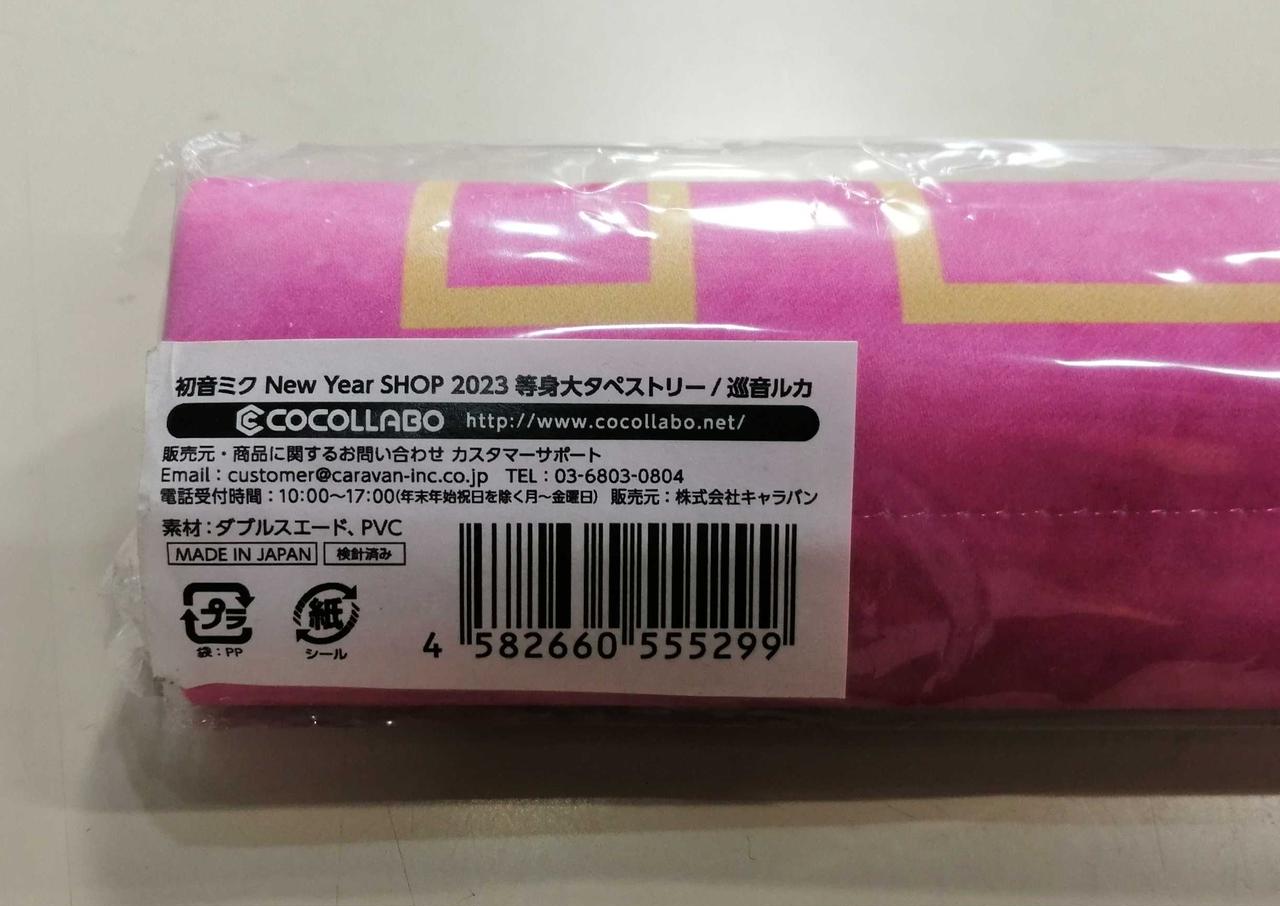 初音ミク New Year SHOP 2023 等身大タペストリー / 巡音ルカ
COCOLLABO http://www.cocollabo.net/
販売元・商品に関するお問い合わせ カスタマーサポート
Email：customer@caravan-inc.co.jp TEL：03-6803-0804
電話受付時間：10:00〜17:00(年末年始祝日を除く月〜金曜日) 販売元：株式会社キャラバン
素材：ダブルスエード、PVC
MADE IN JAPAN 検針済み
プラ 紙
袋：PP シール
4 582660 555299